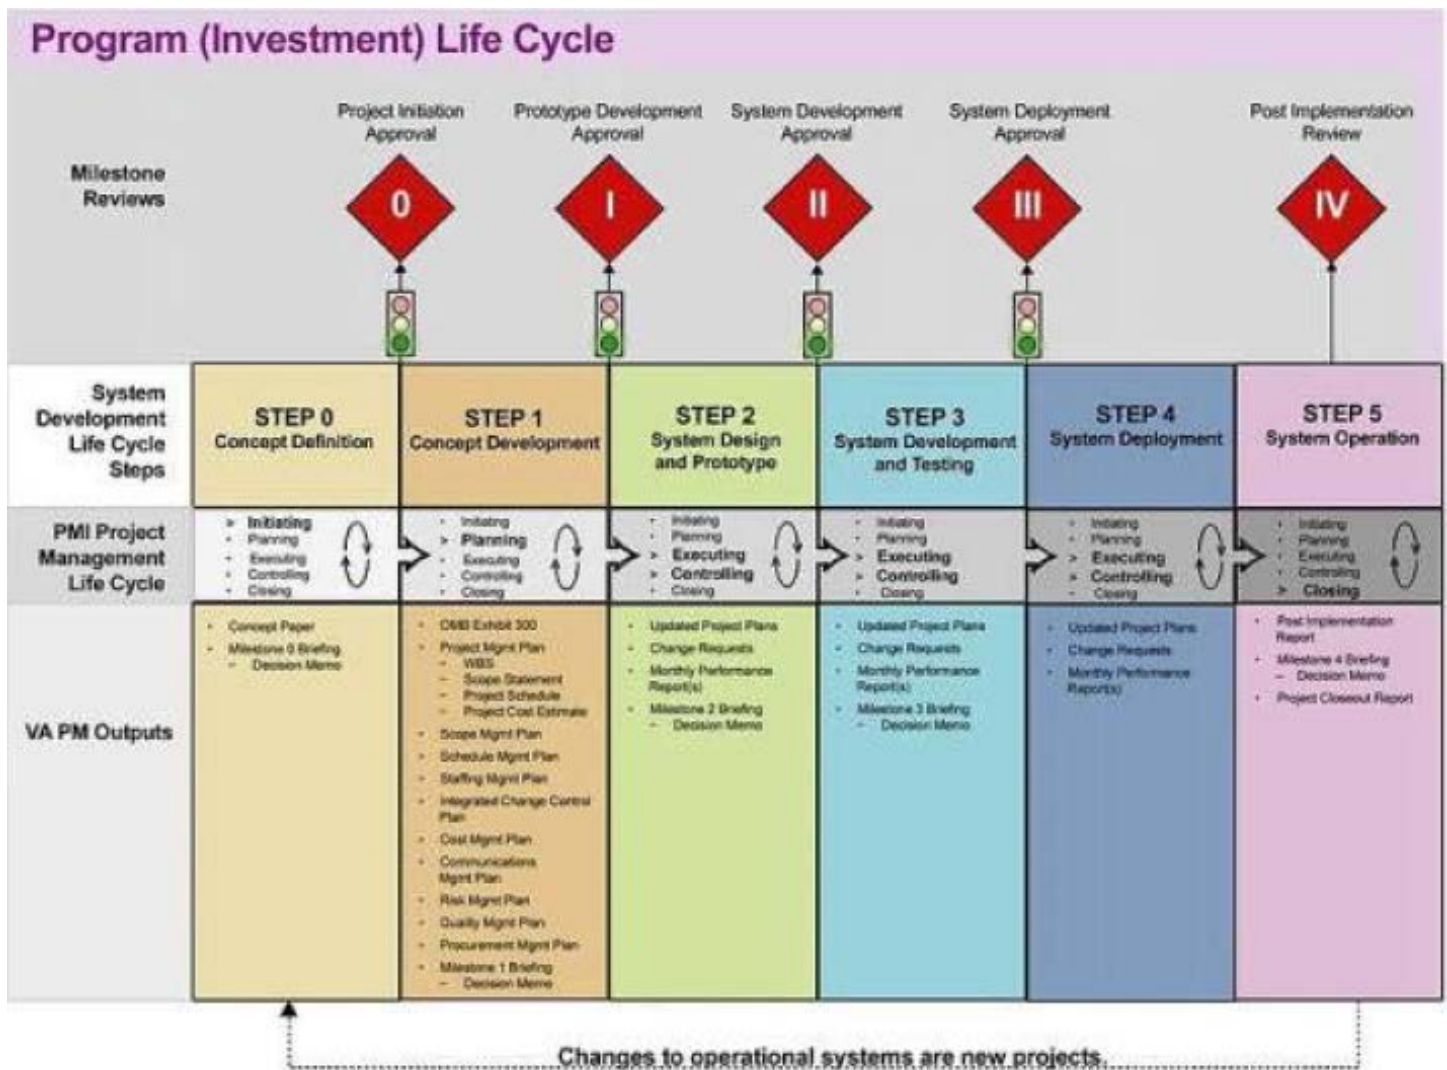 Program (Investment) Life Cycle
Milestone
Reviews
Project Initiation
Approval
0
Prototype Development
Approval
I
System Development
Approval
II
System Deployment
Approval
III
Post Implementation
Review
IV
System
Development
Life Cycle
Steps
STEP 0
Concept Definition
STEP 1
Concept Development
STEP 2
System Design
and Prototype
STEP 3
System Development
and Testing
STEP 4
System Deployment
STEP 5
System Operation
PMI Project
Management
Life Cycle
> Initiating
• Planning
• Executing
• Controlling
• Closing
• Initiating
> Planning
• Executing
• Controlling
• Closing
• Initiating
• Planning
> Executing
> Controlling
• Closing
• Initiating
• Planning
> Executing
> Controlling
• Closing
• Initiating
• Planning
> Executing
> Controlling
• Closing
• Initiating
• Planning
• Executing
• Controlling
> Closing
VA PM Outputs
• Concept Paper
• Milestone 0 Briefing
– Decision Memo
• OMB Exhibit 300
• Project Mgmt Plan
– WBS
– Scope Statement
– Project Schedule
– Project Cost Estimate
• Scope Mgmt Plan
• Schedule Mgmt Plan
• Staffing Mgmt Plan
• Integrated Change Control
Plan
• Cost Mgmt Plan
• Communications
Mgmt Plan
• Risk Mgmt Plan
• Quality Mgmt Plan
• Procurement Mgmt Plan
• Milestone 1 Briefing
– Decision Memo
• Updated Project Plans
• Change Requests
• Monthly Performance
Report(s)
• Milestone 2 Briefing
– Decision Memo
• Updated Project Plans
• Change Requests
• Monthly Performance
Report(s)
• Milestone 3 Briefing
– Decision Memo
• Updated Project Plans
• Change Requests
• Monthly Performance
Report(s)
• Post Implementation
Report
• Milestone 4 Briefing
– Decision Memo
• Project Closeout Report
Changes to operational systems are new projects.